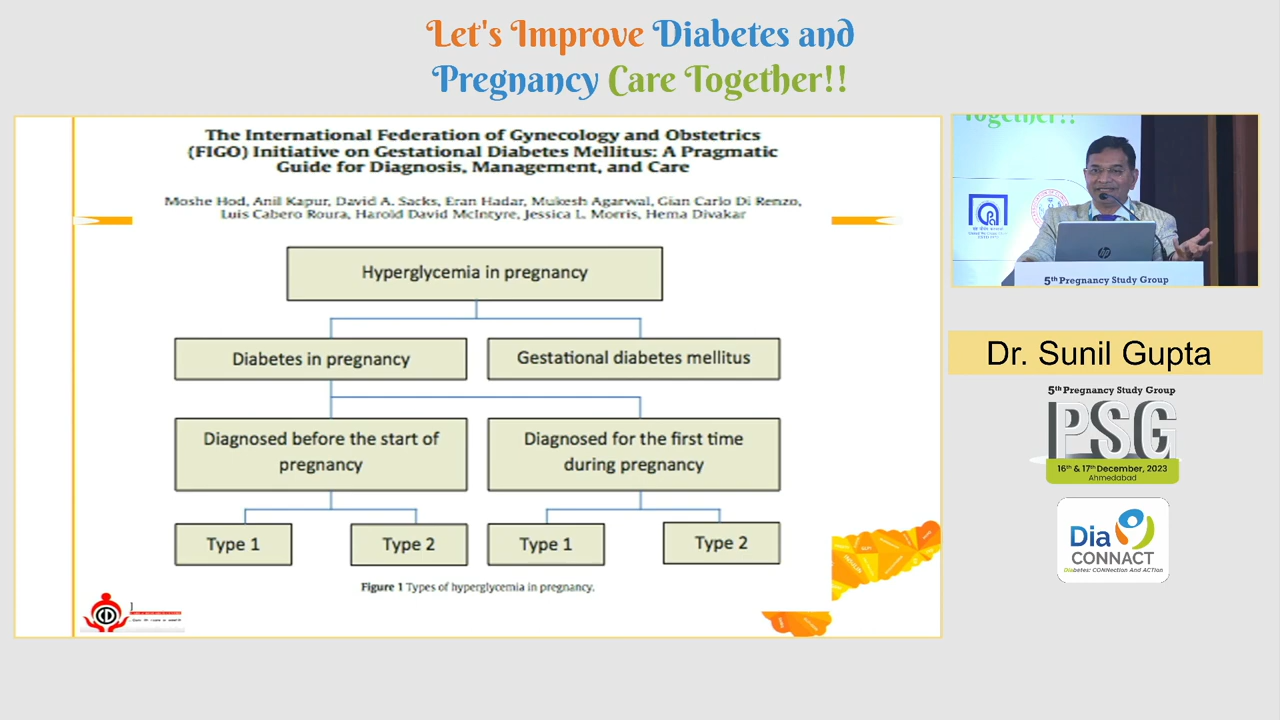 Let's Improve Diabetes and
Pregnancy Care Together!!
The International Federation of Gynecology and Obstetrics
(FIGO) Initiative on Gestational Diabetes Mellitus: A Pragmatic
Guide for Diagnosis, Management, and Care
Moshe Hod, Anil Kapur, David A. Sacks, Eran Hadar, Mukesh Agarwal, Gian Carlo Di Renzo,
Luis Cabero Roura, Harold David McIntyre, Jessica L. Morris, Hema Divakar
Hyperglycemia in pregnancy
Diabetes in pregnancy
Gestational diabetes mellitus
Diagnosed before the start of
pregnancy
Diagnosed for the first time
during pregnancy
Type 1
Type 2
Type 1
Type 2
Figure 1 Types of hyperglycemia in pregnancy.
Together!!
hp
5th Pregnancy Study Group
Dr. Sunil Gupta
5th Pregnancy Study Group
PSG
16th & 17th December, 2023
Ahmedabad
Dia
CONNACT
Diabetes: CONNection And ACTion